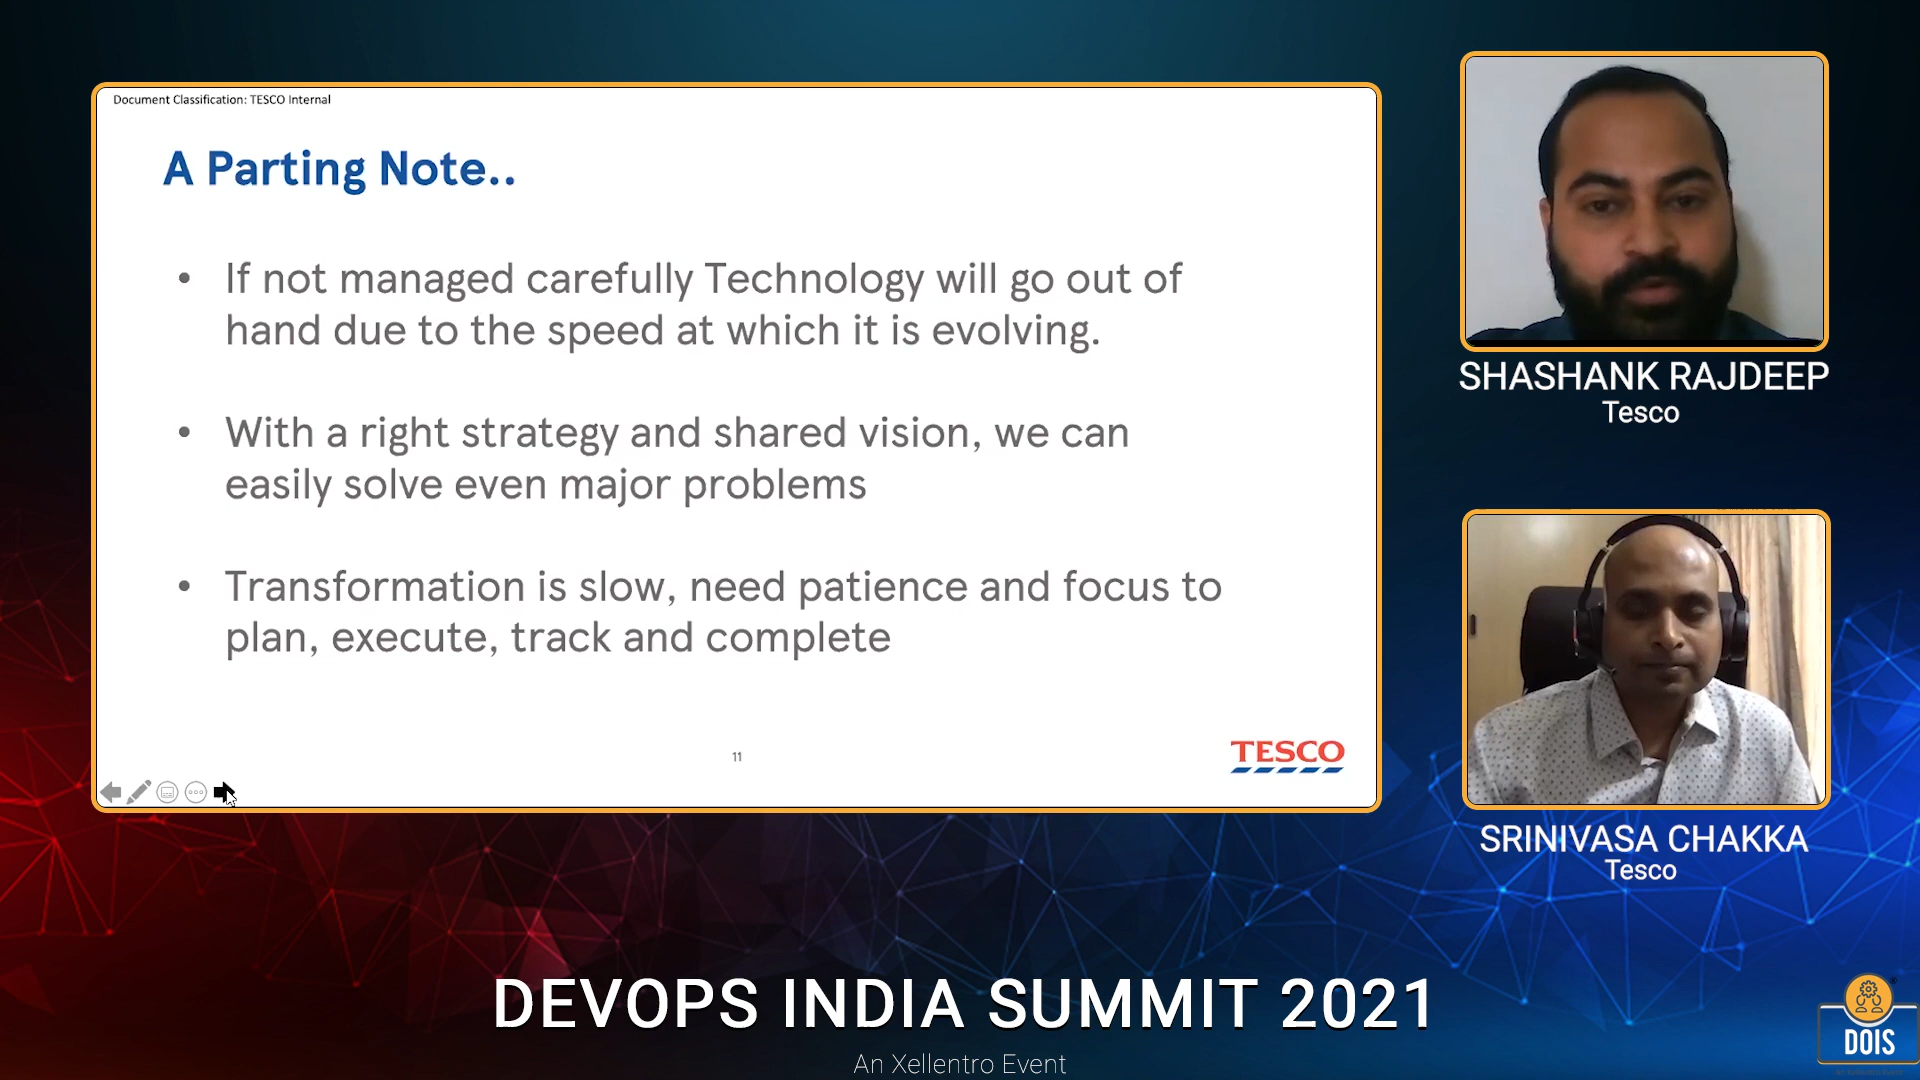 Document Classification: TESCO Internal
A Parting Note..
• If not managed carefully Technology will go out of
hand due to the speed at which it is evolving.
• With a right strategy and shared vision, we can
easily solve even major problems
• Transformation is slow, need patience and focus to
plan, execute, track and complete
11
TESCO
SHASHANK RAJDEEP
Tesco
SRINIVASA CHAKKA
Tesco
DEVOPS INDIA SUMMIT 2021
An Xellentro Event
DOIS